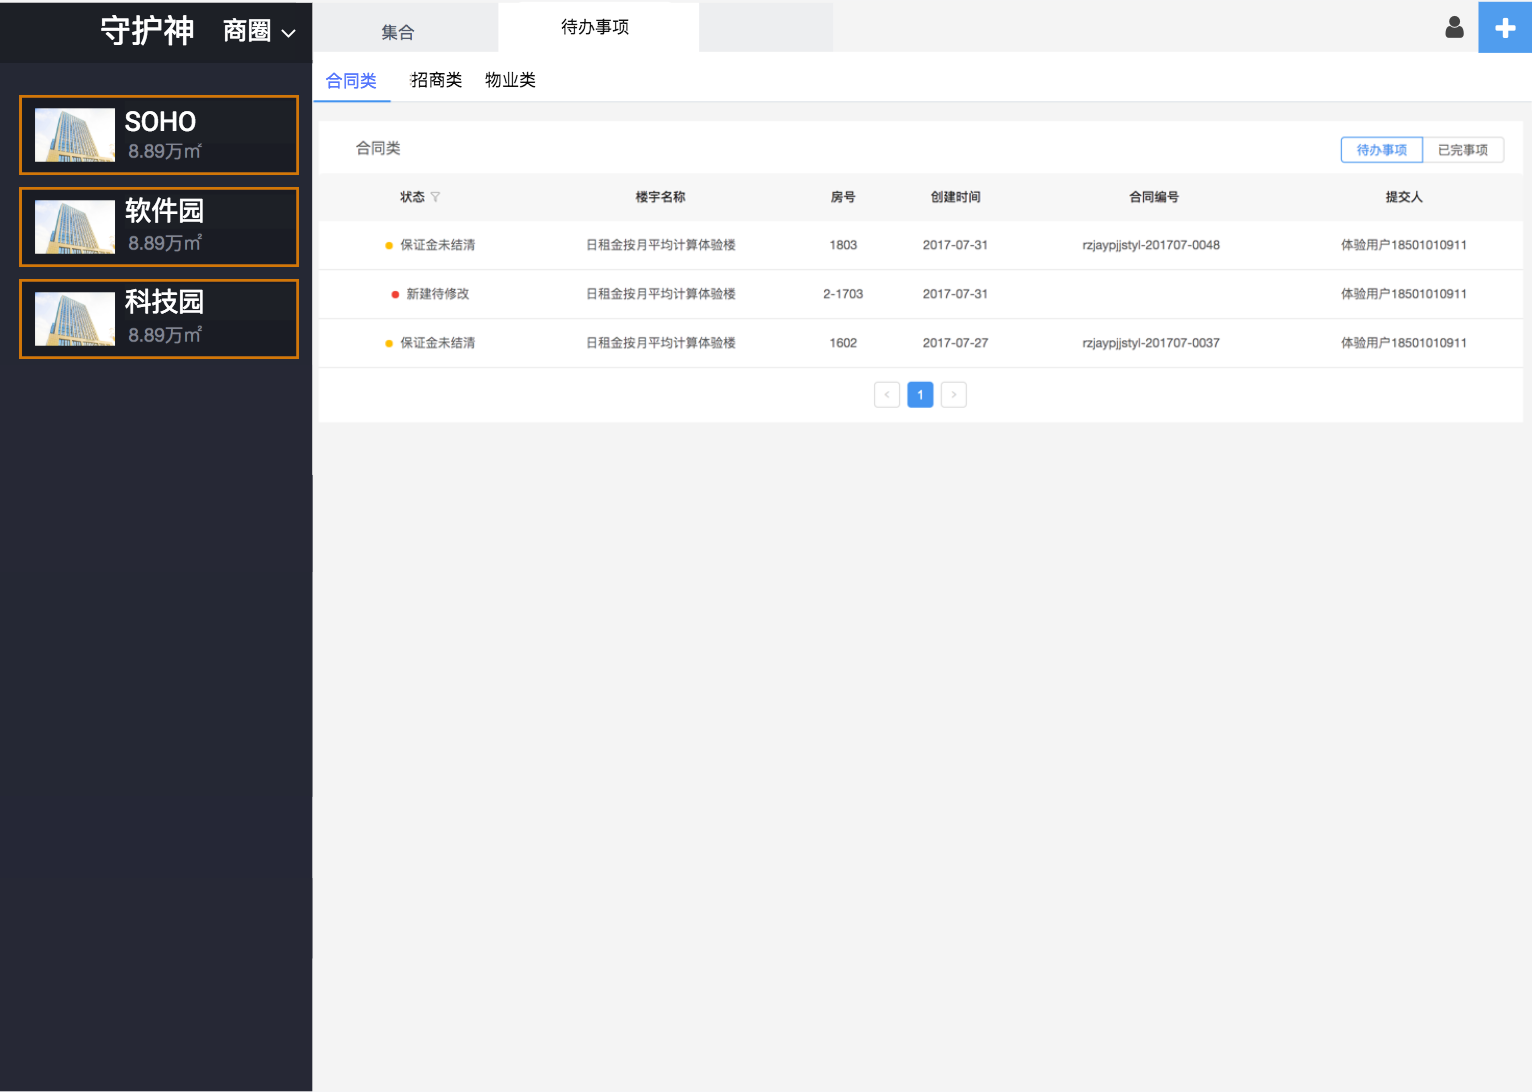 守护神 商圈
集合 待办事项
合同类 招商类 物业类
SOHO
8.89万㎡
软件园
8.89万㎡
科技园
8.89万㎡
合同类 待办事项 已完事项
状态 楼宇名称 房号 创建时间 合同编号 提交人
保证金未结清 日租金按月平均计算体验楼 1803 2017-07-31 rzjaypjjstyl-201707-0048 体验用户18501010911
新建待修改 日租金按月平均计算体验楼 2-1703 2017-07-31 体验用户18501010911
保证金未结清 日租金按月平均计算体验楼 1602 2017-07-27 rzjaypjjstyl-201707-0037 体验用户18501010911
< 1 >